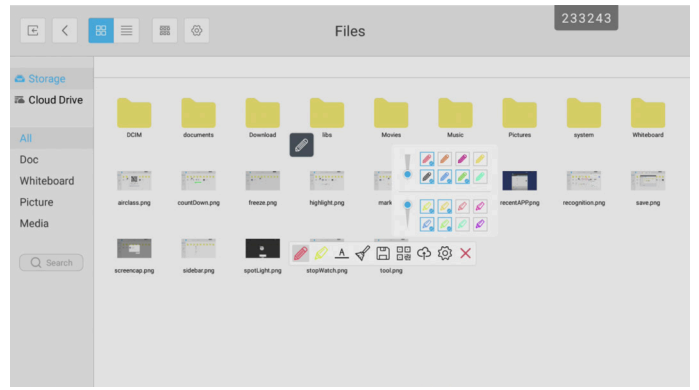 Files
233243
Storage
Cloud Drive
All
Doc
Whiteboard
Picture
Media
Search
DCIM documents Download libs Movies Music Pictures system Whiteboard
airclass.png countDown.png freeze.png highlight.png mark recentAPP.png recognition.png save.png
screencap.png sidebar.png spotLight.png stopWatch.png tool.png
A